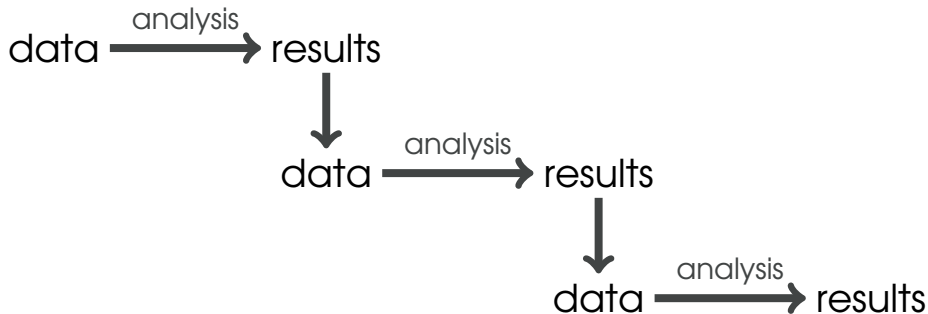 analysis
data results
analysis
data results
analysis
data results